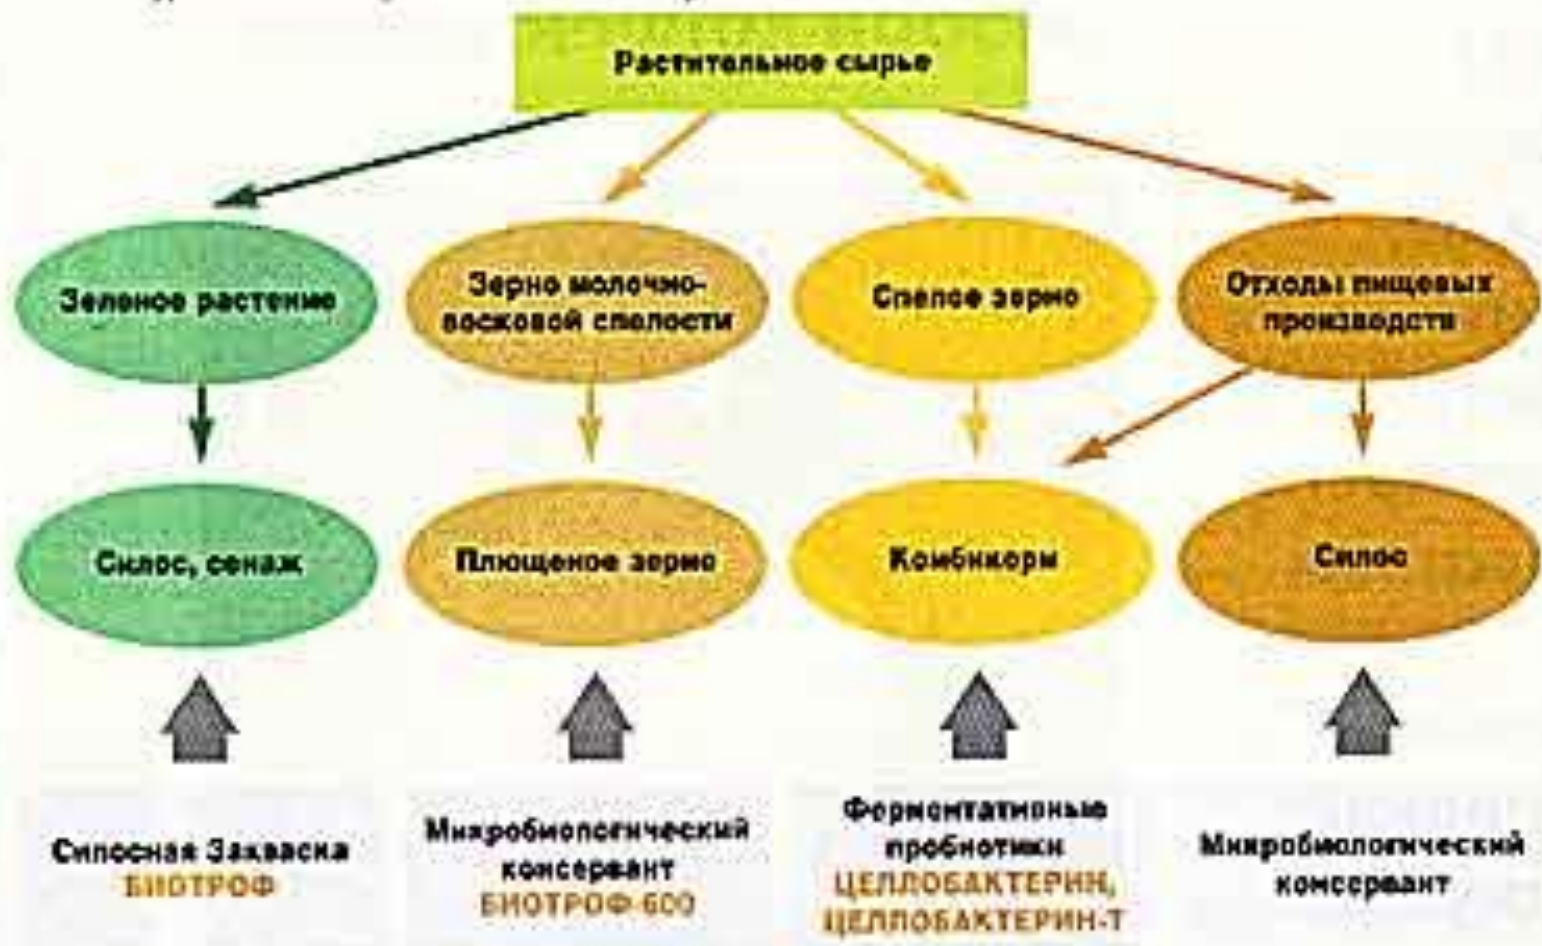 Растительное сырье
Зеленое растение
Зерно молочно-
восковой спелости
Спелое зерно
Отходы пищевых
производств
Силос, сенаж
Плющеное зерно
Комбикорм
Силос
Силосная Закваска
БИОТРОФ
Микробиологический
консервант
БИОТРОФ-600
Ферментативные
пробиотики
ЦЕЛЛОБАКТЕРИН,
ЦЕЛЛОБАКТЕРИН-Т
Микробиологический
консервант